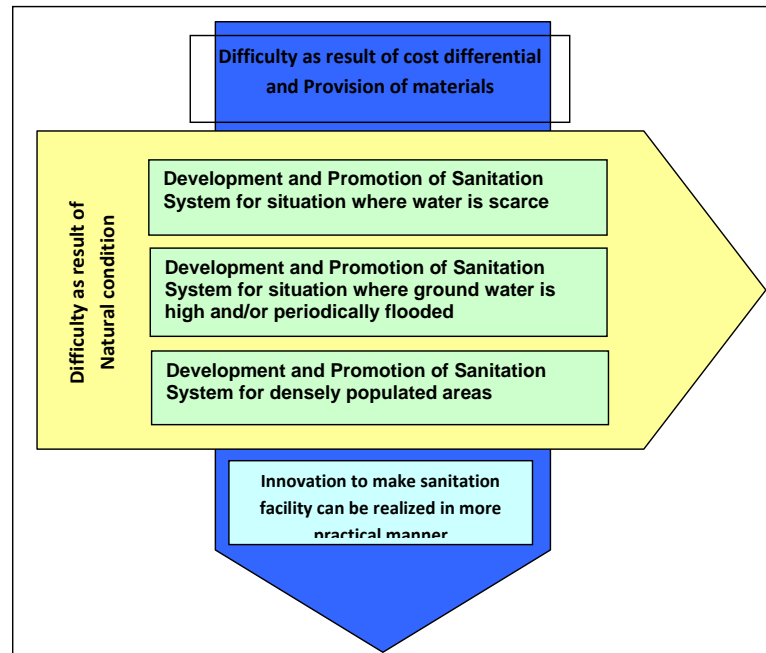 Difficulty as result of cost differential
and Provision of materials
Difficulty as result of
Natural condition
Development and Promotion of Sanitation
System for situation where water is scarce
Development and Promotion of Sanitation
System for situation where ground water is
high and/or periodically flooded
Development and Promotion of Sanitation
System for densely populated areas
Innovation to make sanitation
facility can be realized in more
practical manner